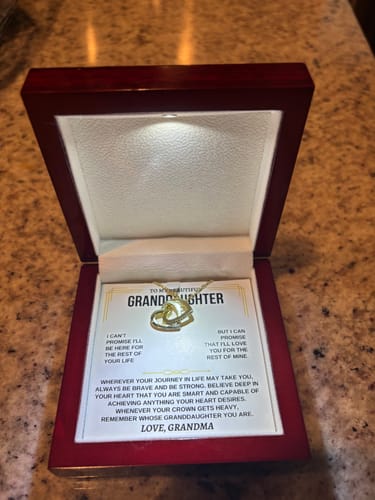 TO MY BEAUTIFUL
GRANDDAUGHTER
I CAN'T
PROMISE I'LL
BE HERE FOR
THE REST OF
YOUR LIFE
BUT I CAN
PROMISE
THAT I'LL LOVE
YOU FOR THE
REST OF MINE.
WHEREVER YOUR JOURNEY IN LIFE MAY TAKE YOU,
ALWAYS BE BRAVE AND BE STRONG. BELIEVE DEEP IN
YOUR HEART THAT YOU ARE SMART AND CAPABLE OF
ACHIEVING ANYTHING YOUR HEART DESIRES.
WHENEVER YOUR CROWN GETS HEAVY,
REMEMBER WHOSE GRANDDAUGHTER YOU ARE.
LOVE, GRANDMA